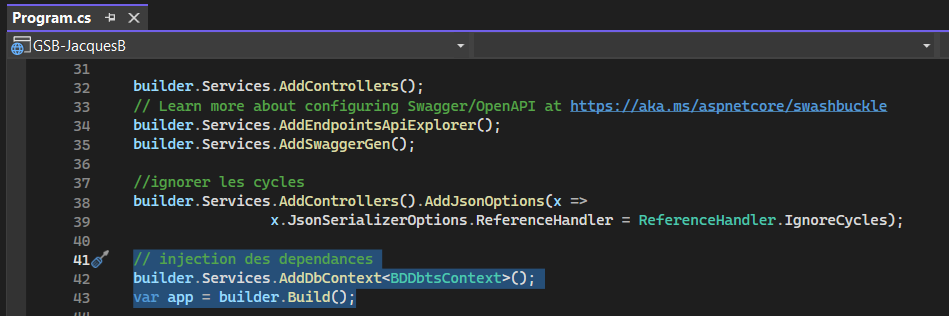 Program.cs
GSB-JacquesB
31
32 builder.Services.AddControllers();
33 // Learn more about configuring Swagger/OpenAPI at https://aka.ms/aspnetcore/swashbuckle
34 builder.Services.AddEndpointsApiExplorer();
35 builder.Services.AddSwaggerGen();
36
37 //ignorer les cycles
38 builder.Services.AddControllers().AddJsonOptions(x =>
39 x.JsonSerializerOptions.ReferenceHandler = ReferenceHandler.IgnoreCycles);
40
41 // injection des dependances
42 builder.Services.AddDbContext<BDDbtsContext>();
43 var app = builder.Build();